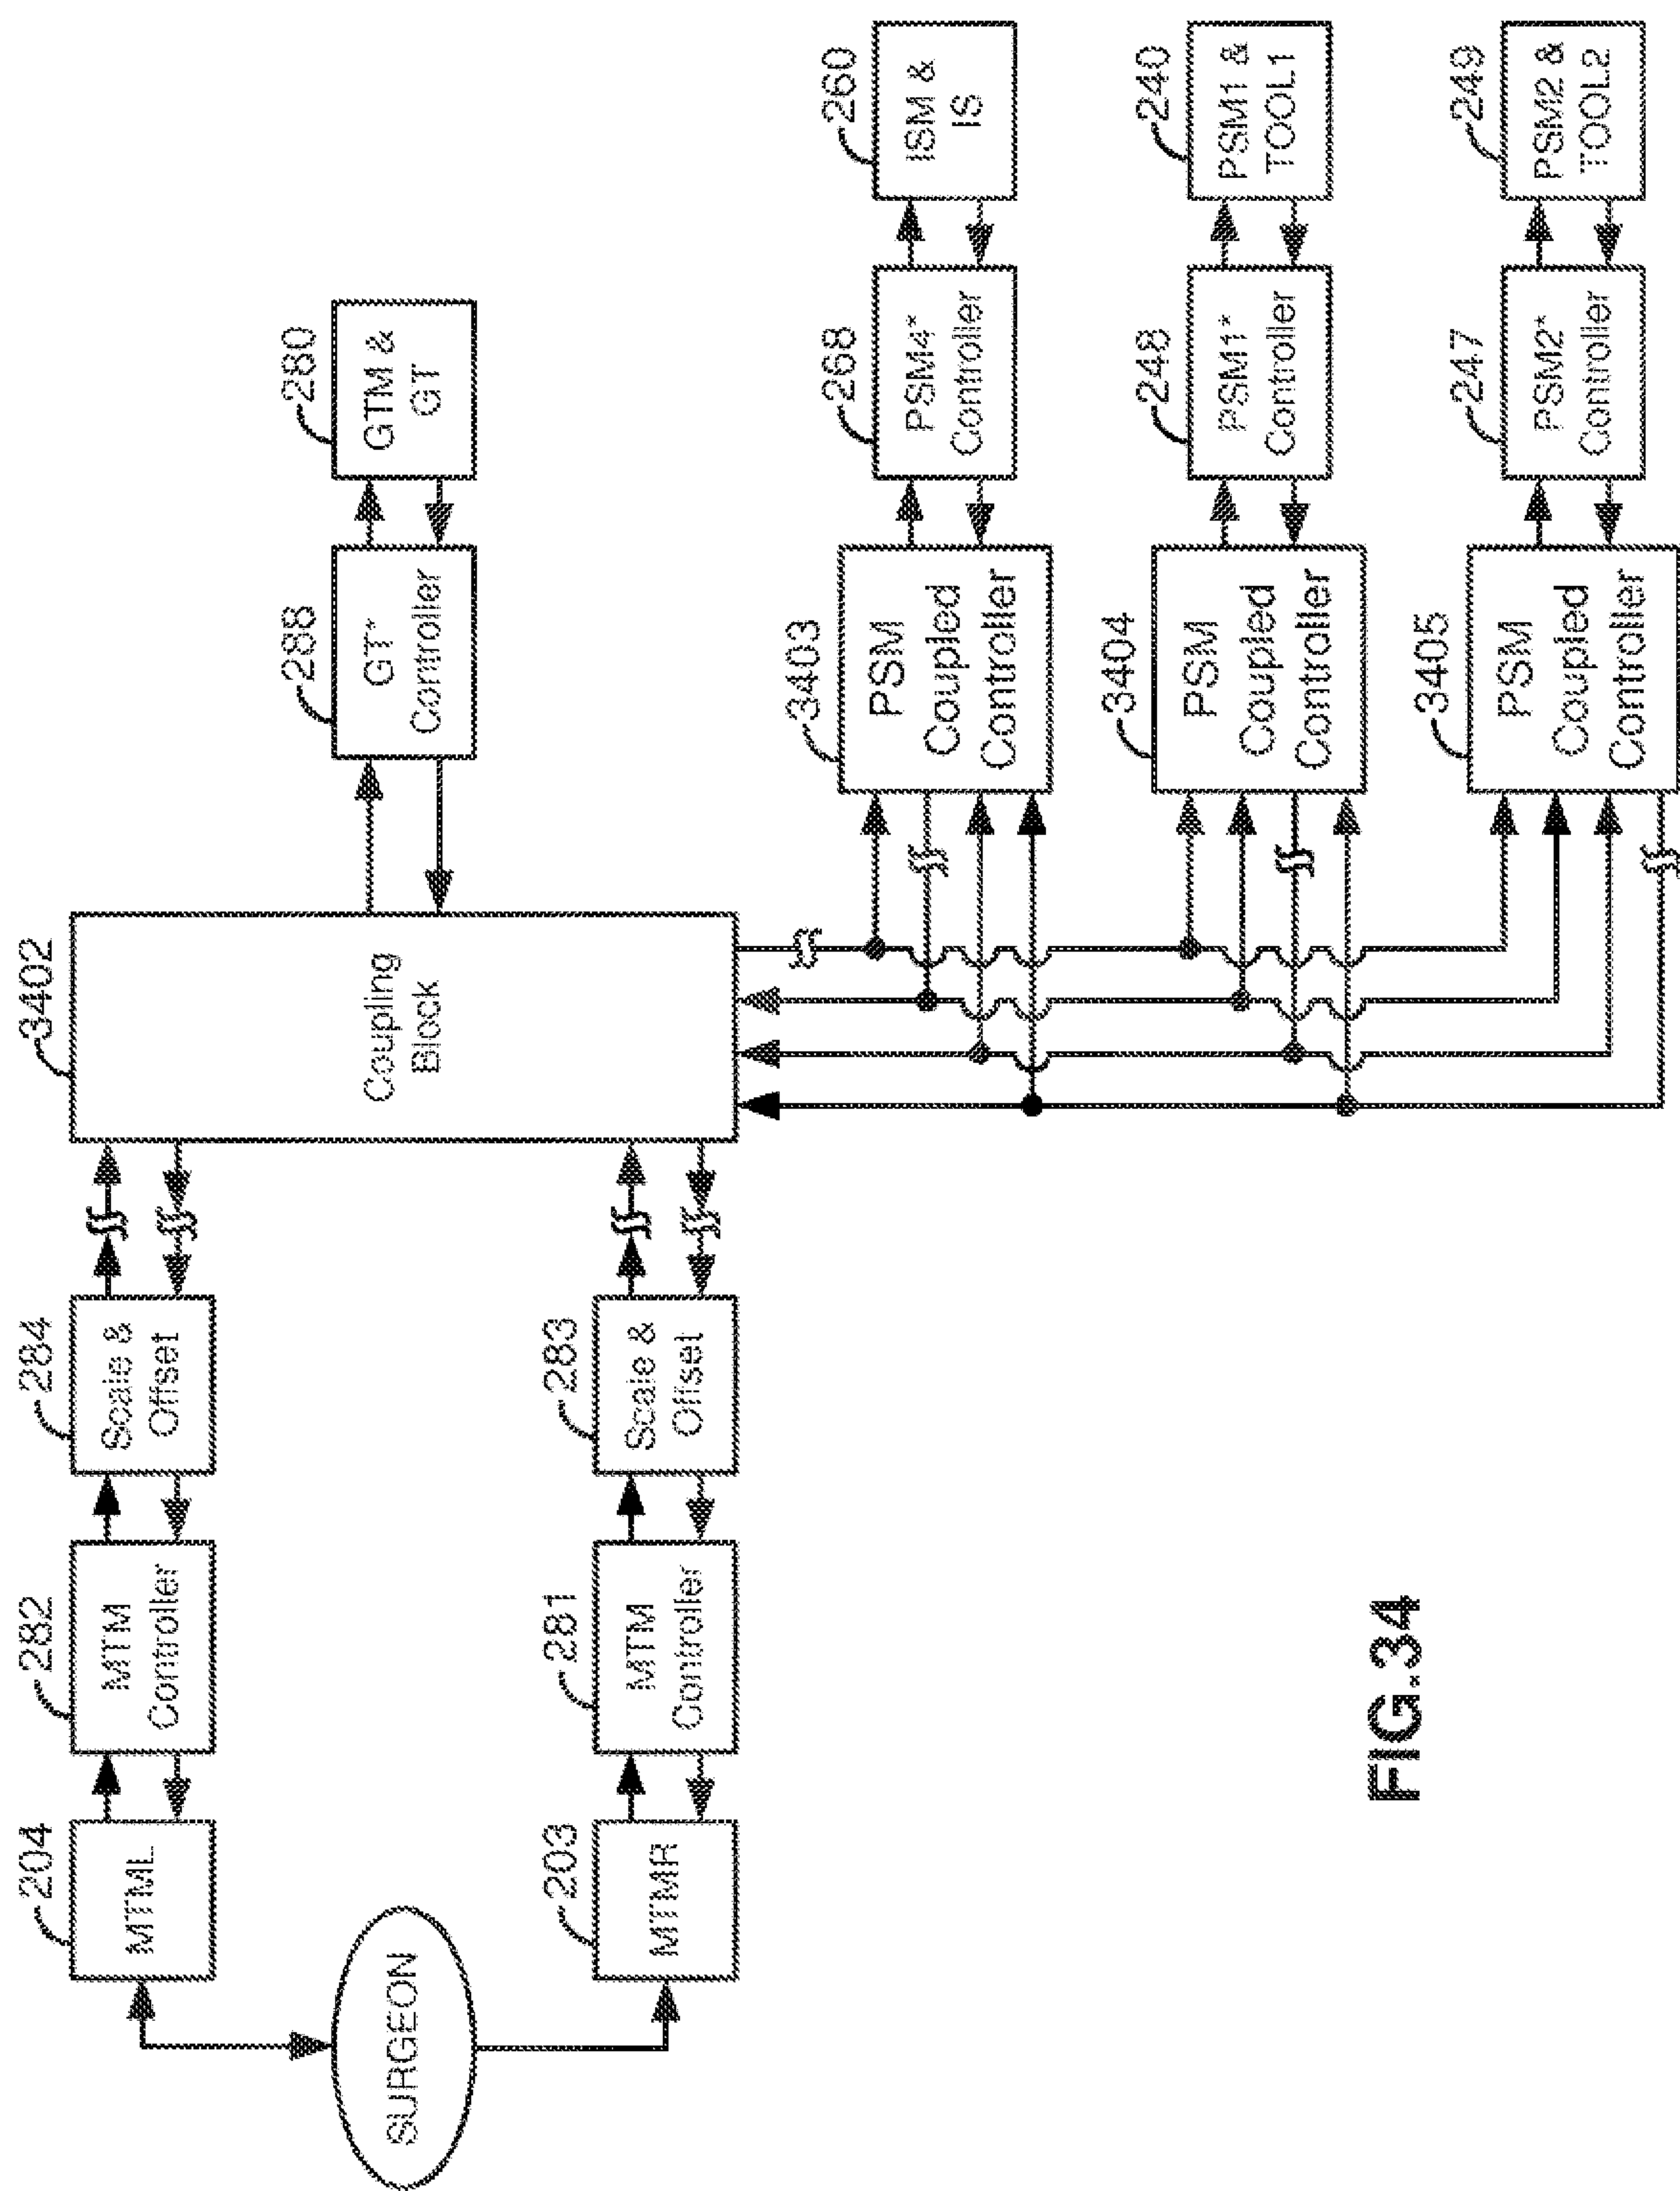 204
MTML
282
MTM
Controller
284
Scale &
Offset
3402
Coupling
Block
SURGEON
203
MTMR
281
MTM
Controller
283
Scale &
Offset
288
GT*
Controller
280
GTM &
GT
3403
PSM
Coupled
Controller
268
PSM4*
Controller
260
ISM &
IS
3404
PSM
Coupled
Controller
248
PSM1*
Controller
240
PSM1 &
TOOL1
3405
PSM
Coupled
Controller
247
PSM2*
Controller
249
PSM2 &
TOOL2
FIG.34